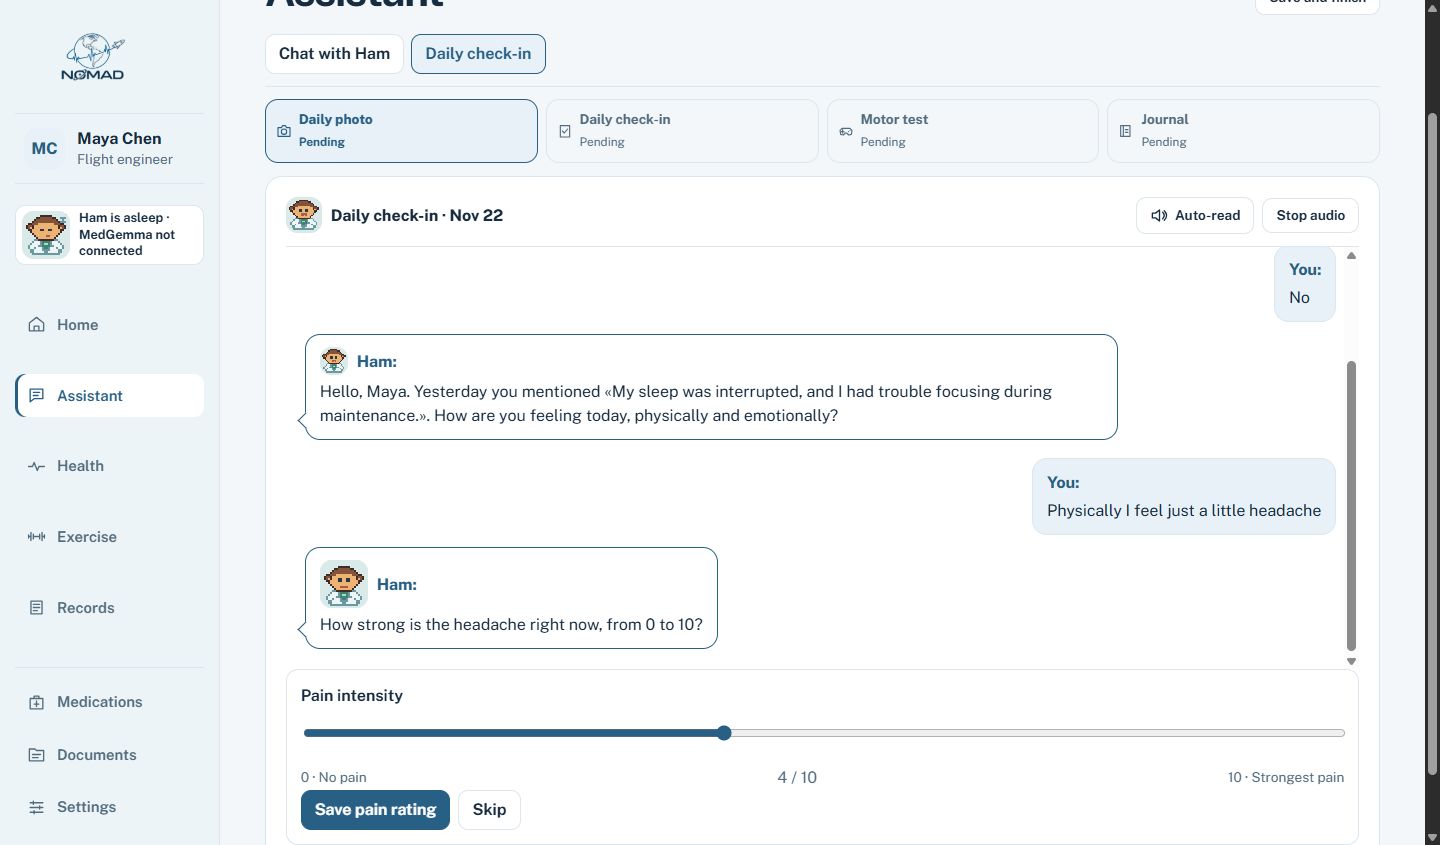 Assistant
Save and finish
Chat with Ham
Daily check-in
Daily photo
Pending
Daily check-in
Pending
Motor test
Pending
Journal
Pending
NOMAD
MC
Maya Chen
Flight engineer
Ham is asleep ·
MedGemma not
connected
Home
Assistant
Health
Exercise
Records
Medications
Documents
Settings
Daily check-in · Nov 22
Auto-read
Stop audio
You:
No
Ham:
Hello, Maya. Yesterday you mentioned «My sleep was interrupted, and I had trouble focusing during
maintenance.». How are you feeling today, physically and emotionally?
You:
Physically I feel just a little headache
Ham:
How strong is the headache right now, from 0 to 10?
Pain intensity
0 · No pain
4 / 10
10 · Strongest pain
Save pain rating
Skip